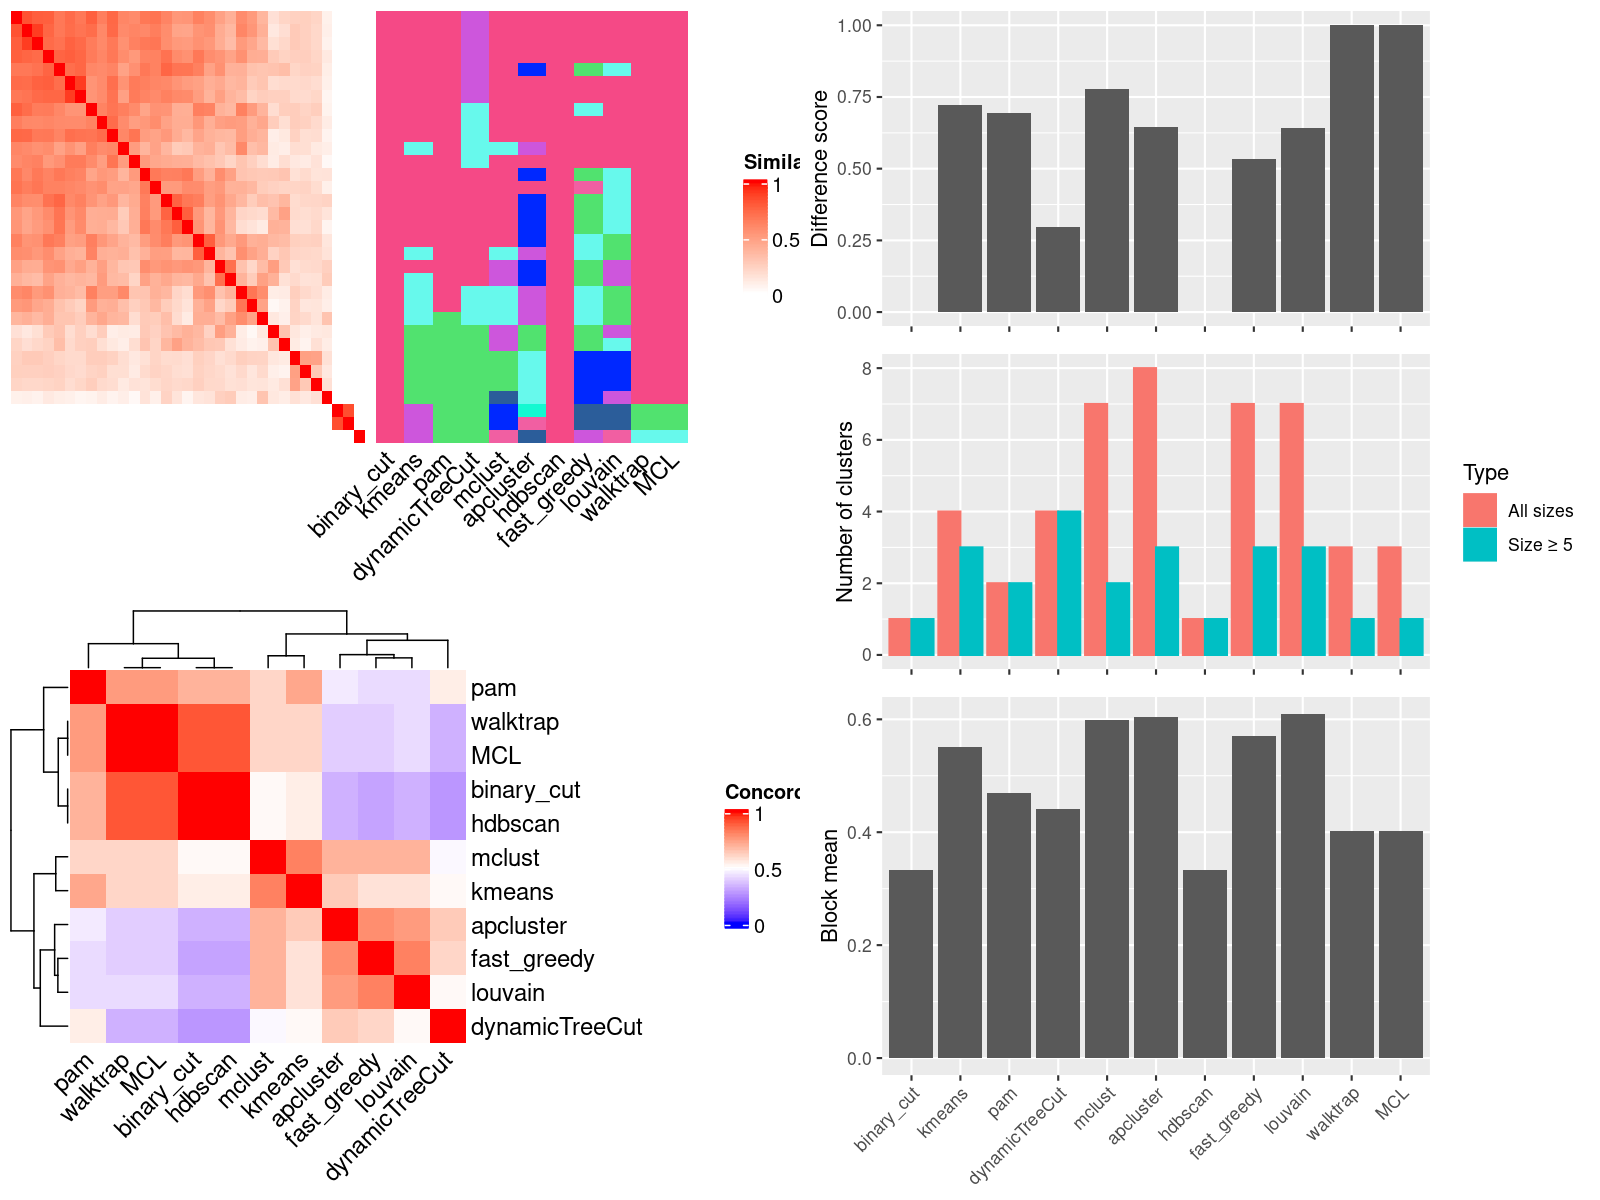 Simila
1
0.5
0
binary_cut
kmeans
pam
dynamicTreeCut
mclust
apcluster
hdbscan
fast_greedy
louvain
walktrap
MCL
pam
walktrap
MCL
binary_cut
hdbscan
mclust
kmeans
apcluster
fast_greedy
louvain
dynamicTreeCut
Concord
1
0.5
0
pam
walktrap
MCL
binary_cut
hdbscan
mclust
kmeans
apcluster
fast_greedy
louvain
dynamicTreeCut
Difference score
1.00
0.75
0.50
0.25
0.00
Number of clusters
8
6
4
2
0
Type
All sizes
Size ≥ 5
Block mean
0.6
0.4
0.2
0.0
binary_cut
kmeans
pam
dynamicTreeCut
mclust
apcluster
hdbscan
fast_greedy
louvain
walktrap
MCL